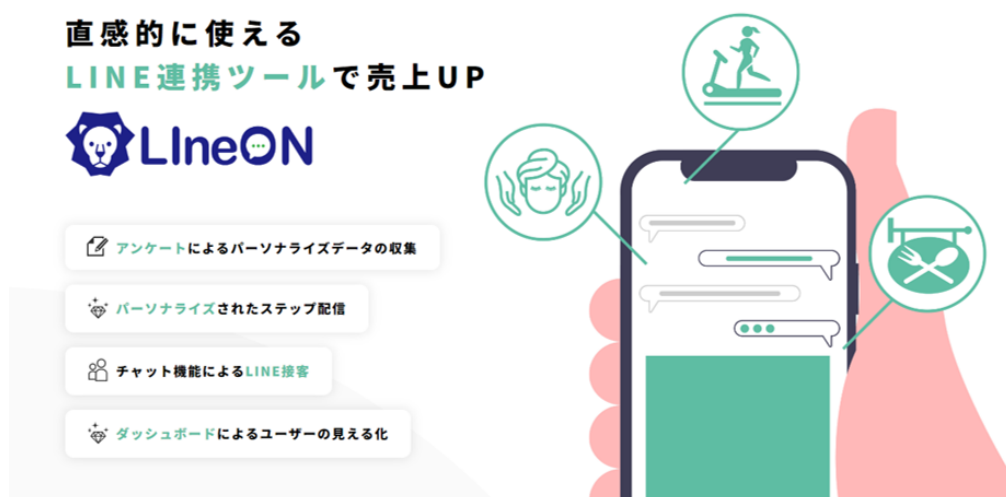 直感的に使える
LINE連携ツールで売上UP
LIneON
アンケートによるパーソナライズデータの収集
パーソナライズされたステップ配信
チャット機能によるLINE接客
ダッシュボードによるユーザーの見える化